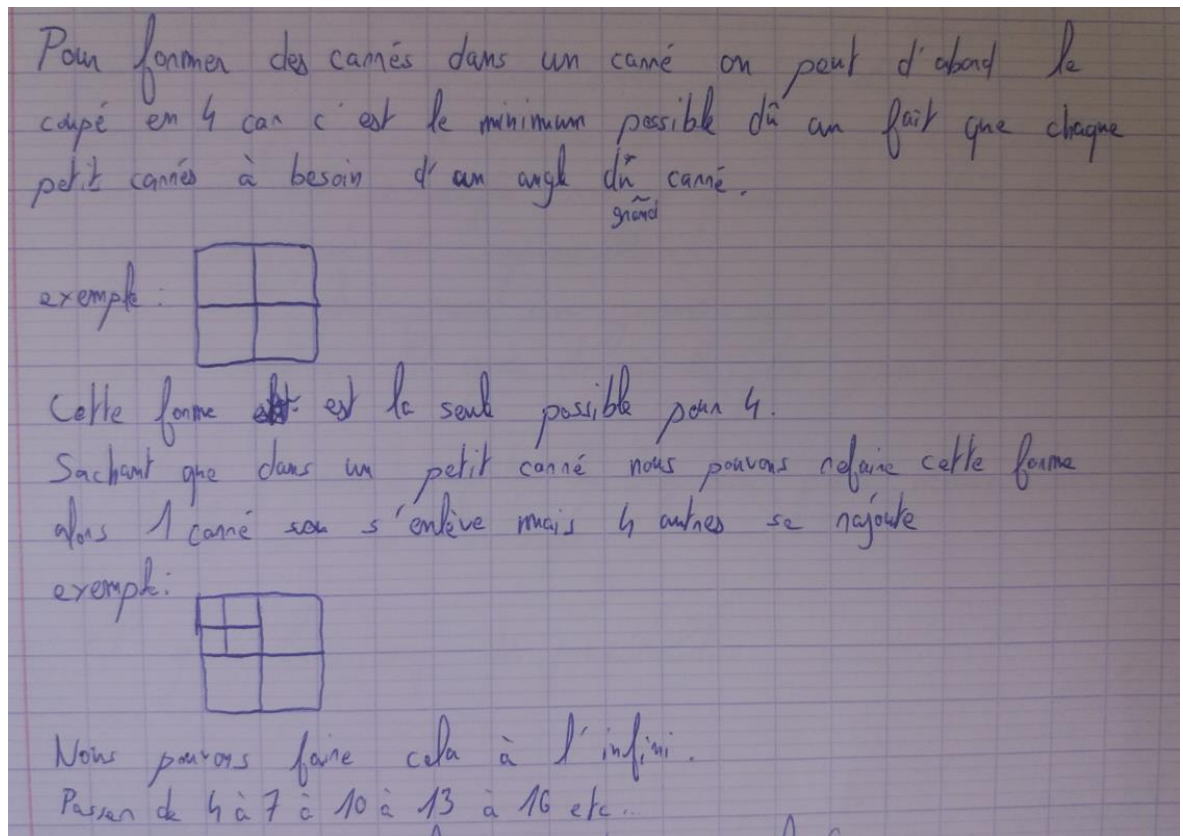 Pour former des carrés dans un carré on peut d'abord le
coupé en 4 car c'est le minimum possible dû au fait que chaque
petit carrés à besoin d'un angle dû carré.
grand
exemple :
Cette forme est la seul possible pour 4.
Sachant que dans un petit carré nous pouvons refaire cette forme
alors 1 carré s'enlève mais 4 autres se rajoute
exemple:
Nous pouvons faire cela à l'infini.
Passer de 4 à 7 à 10 à 13 à 16 etc...